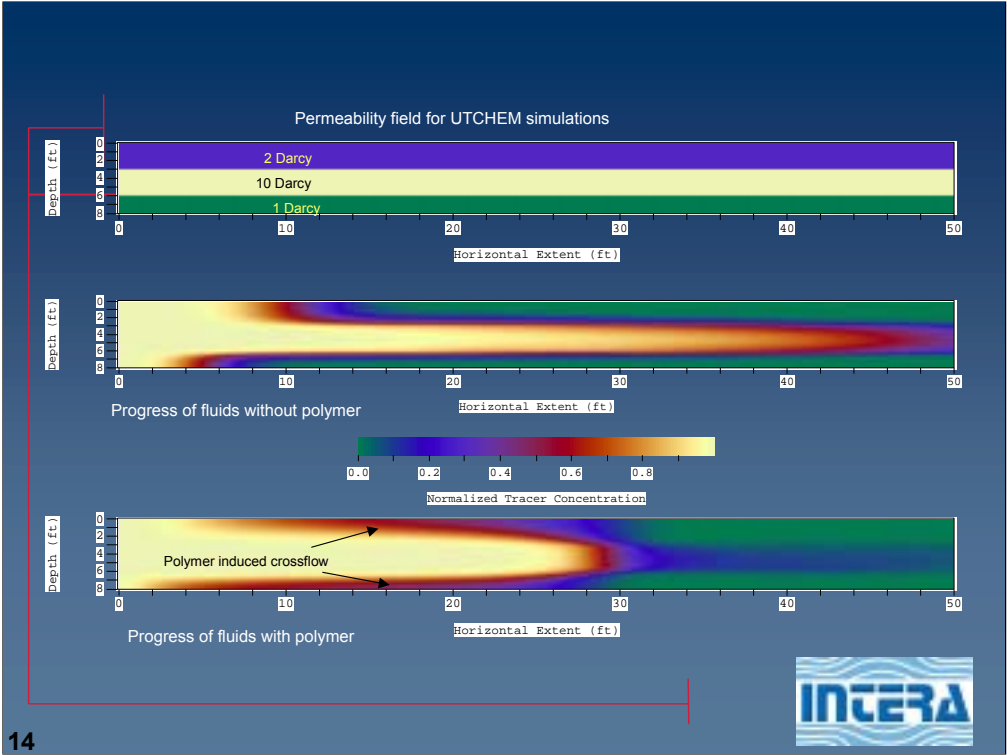 Permeability field for UTCHEM simulations
Depth (ft)
0
2
4
6
8
2 Darcy
10 Darcy
1 Darcy
0 10 20 30 40 50
Horizontal Extent (ft)
Depth (ft)
0
2
4
6
8
0 10 20 30 40 50
Progress of fluids without polymer
Horizontal Extent (ft)
0.0 0.2 0.4 0.6 0.8
Normalized Tracer Concentration
Depth (ft)
0
2
4
6
8
Polymer induced crossflow
0 10 20 30 40 50
Progress of fluids with polymer
Horizontal Extent (ft)
INTERA
14